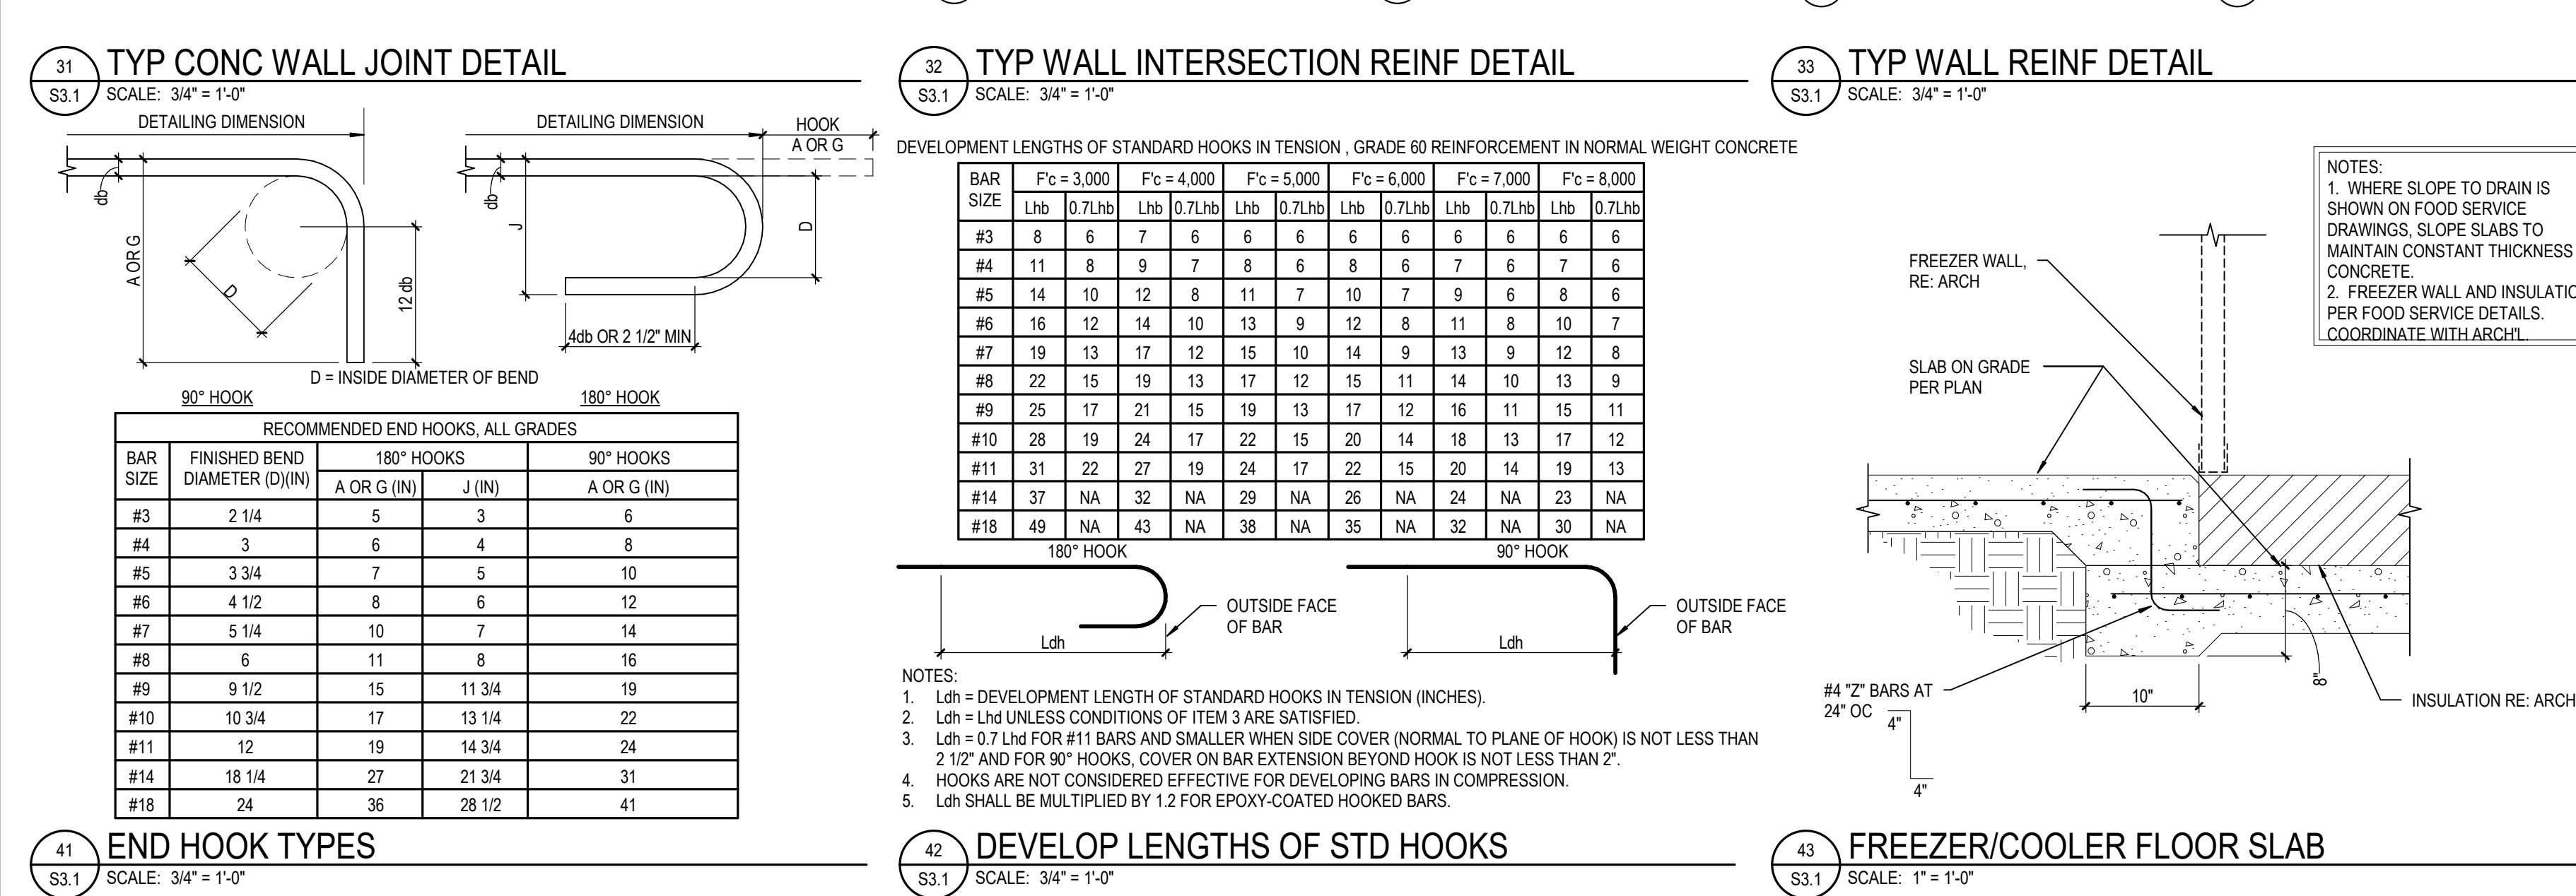 31
S3.1
TYP CONC WALL JOINT DETAIL
SCALE: 3/4" = 1'-0"
32
S3.1
TYP WALL INTERSECTION REINF DETAIL
SCALE: 3/4" = 1'-0"
33
S3.1
TYP WALL REINF DETAIL
SCALE: 3/4" = 1'-0"
DETAILING DIMENSION
db
A OR G
D
12 db
DETAILING DIMENSION
HOOK
A OR G
db
J
D
4db OR 2 1/2" MIN
D = INSIDE DIAMETER OF BEND
90° HOOK
180° HOOK
RECOMMENDED END HOOKS, ALL GRADES
BAR SIZE FINISHED BEND DIAMETER (D)(IN) 180° HOOKS 90° HOOKS
A OR G (IN) J (IN) A OR G (IN)
#3 2 1/4 5 3 6
#4 3 6 4 8
#5 3 3/4 7 5 10
#6 4 1/2 8 6 12
#7 5 1/4 10 7 14
#8 6 11 8 16
#9 9 1/2 15 11 3/4 19
#10 10 3/4 17 13 1/4 22
#11 12 19 14 3/4 24
#14 18 1/4 27 21 3/4 31
#18 24 36 28 1/2 41
41
S3.1
END HOOK TYPES
SCALE: 3/4" = 1'-0"
DEVELOPMENT LENGTHS OF STANDARD HOOKS IN TENSION , GRADE 60 REINFORCEMENT IN NORMAL WEIGHT CONCRETE
BAR SIZE F'c = 3,000 F'c = 4,000 F'c = 5,000 F'c = 6,000 F'c = 7,000 F'c = 8,000
Lhb 0.7Lhb Lhb 0.7Lhb Lhb 0.7Lhb Lhb 0.7Lhb Lhb 0.7Lhb Lhb 0.7Lhb
#3 8 6 7 6 6 6 6 6 6 6 6 6
#4 11 8 9 7 8 6 8 6 7 6 7 6
#5 14 10 12 8 11 7 10 7 9 6 8 6
#6 16 12 14 10 13 9 12 8 11 8 10 7
#7 19 13 17 12 15 10 14 9 13 9 12 8
#8 22 15 19 13 17 12 15 11 14 10 13 9
#9 25 17 21 15 19 13 17 12 16 11 15 11
#10 28 19 24 17 22 15 20 14 18 13 17 12
#11 31 22 27 19 24 17 22 15 20 14 19 13
#14 37 NA 32 NA 29 NA 26 NA 24 NA 23 NA
#18 49 NA 43 NA 38 NA 35 NA 32 NA 30 NA
180° HOOK
90° HOOK
OUTSIDE FACE
OF BAR
Ldh
OUTSIDE FACE
OF BAR
Ldh
NOTES:
1. Ldh = DEVELOPMENT LENGTH OF STANDARD HOOKS IN TENSION (INCHES).
2. Ldh = Lhd UNLESS CONDITIONS OF ITEM 3 ARE SATISFIED.
3. Ldh = 0.7 Lhd FOR #11 BARS AND SMALLER WHEN SIDE COVER (NORMAL TO PLANE OF HOOK) IS NOT LESS THAN
2 1/2" AND FOR 90° HOOKS, COVER ON BAR EXTENSION BEYOND HOOK IS NOT LESS THAN 2".
4. HOOKS ARE NOT CONSIDERED EFFECTIVE FOR DEVELOPING BARS IN COMPRESSION.
5. Ldh SHALL BE MULTIPLIED BY 1.2 FOR EPOXY-COATED HOOKED BARS.
42
S3.1
DEVELOP LENGTHS OF STD HOOKS
SCALE: 3/4" = 1'-0"
NOTES:
1. WHERE SLOPE TO DRAIN IS
SHOWN ON FOOD SERVICE
DRAWINGS, SLOPE SLABS TO
MAINTAIN CONSTANT THICKNESS
CONCRETE.
2. FREEZER WALL AND INSULATIO
PER FOOD SERVICE DETAILS.
COORDINATE WITH ARCH'L.
FREEZER WALL,
RE: ARCH
SLAB ON GRADE
PER PLAN
#4 "Z" BARS AT
24" OC
4"
4"
10"
8"
INSULATION RE: ARCH
43
S3.1
FREEZER/COOLER FLOOR SLAB
SCALE: 1" = 1'-0"